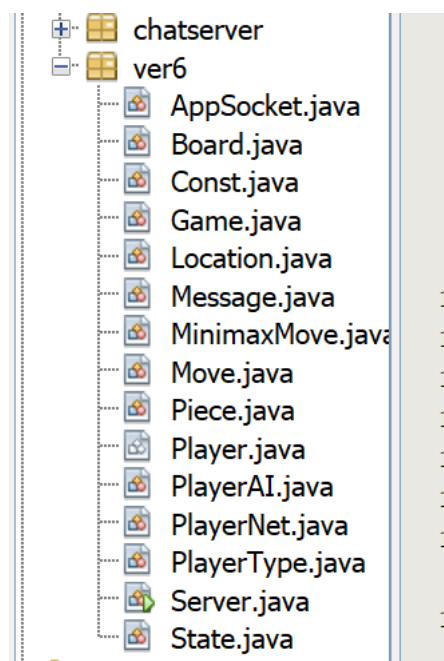 chatserver
ver6
AppSocket.java
Board.java
Const.java
Game.java
Location.java
Message.java
MinimaxMove.java
Move.java
Piece.java
Player.java
PlayerAI.java
PlayerNet.java
PlayerType.java
Server.java
State.java